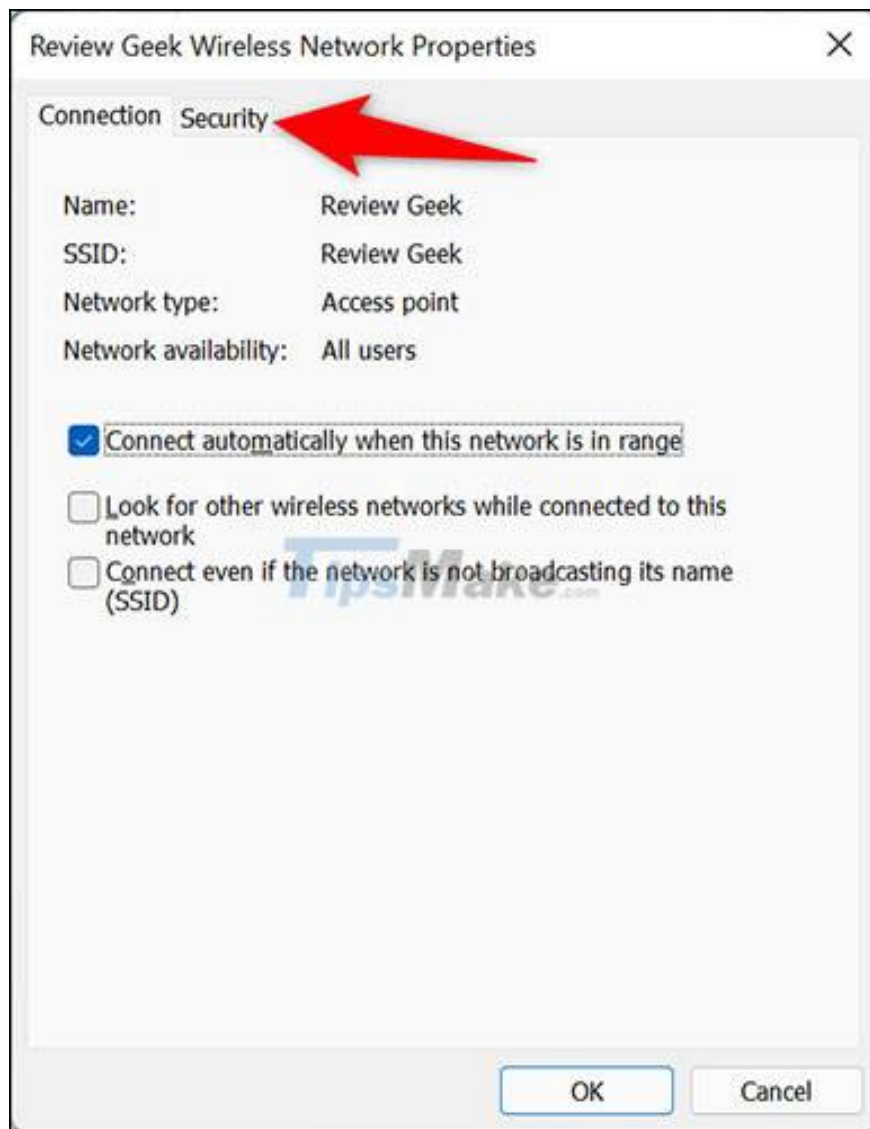 Review Geek Wireless Network Properties
Connection Security
Name: Review Geek
SSID: Review Geek
Network type: Access point
Network availability: All users
Connect automatically when this network is in range
Look for other wireless networks while connected to this
network
Connect even if the network is not broadcasting its name
(SSID)
TipsMake.com
OK Cancel